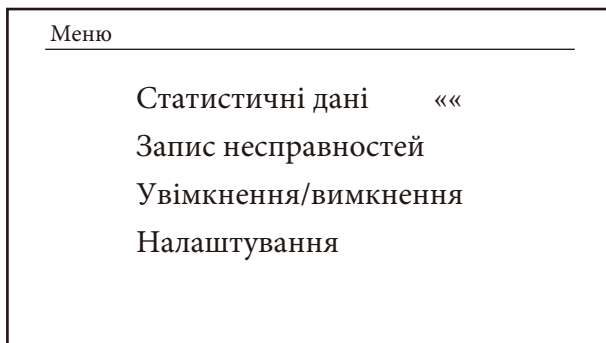 Меню
Статистичні дані ««
Запис несправностей
Увімкнення/вимкнення
Налаштування